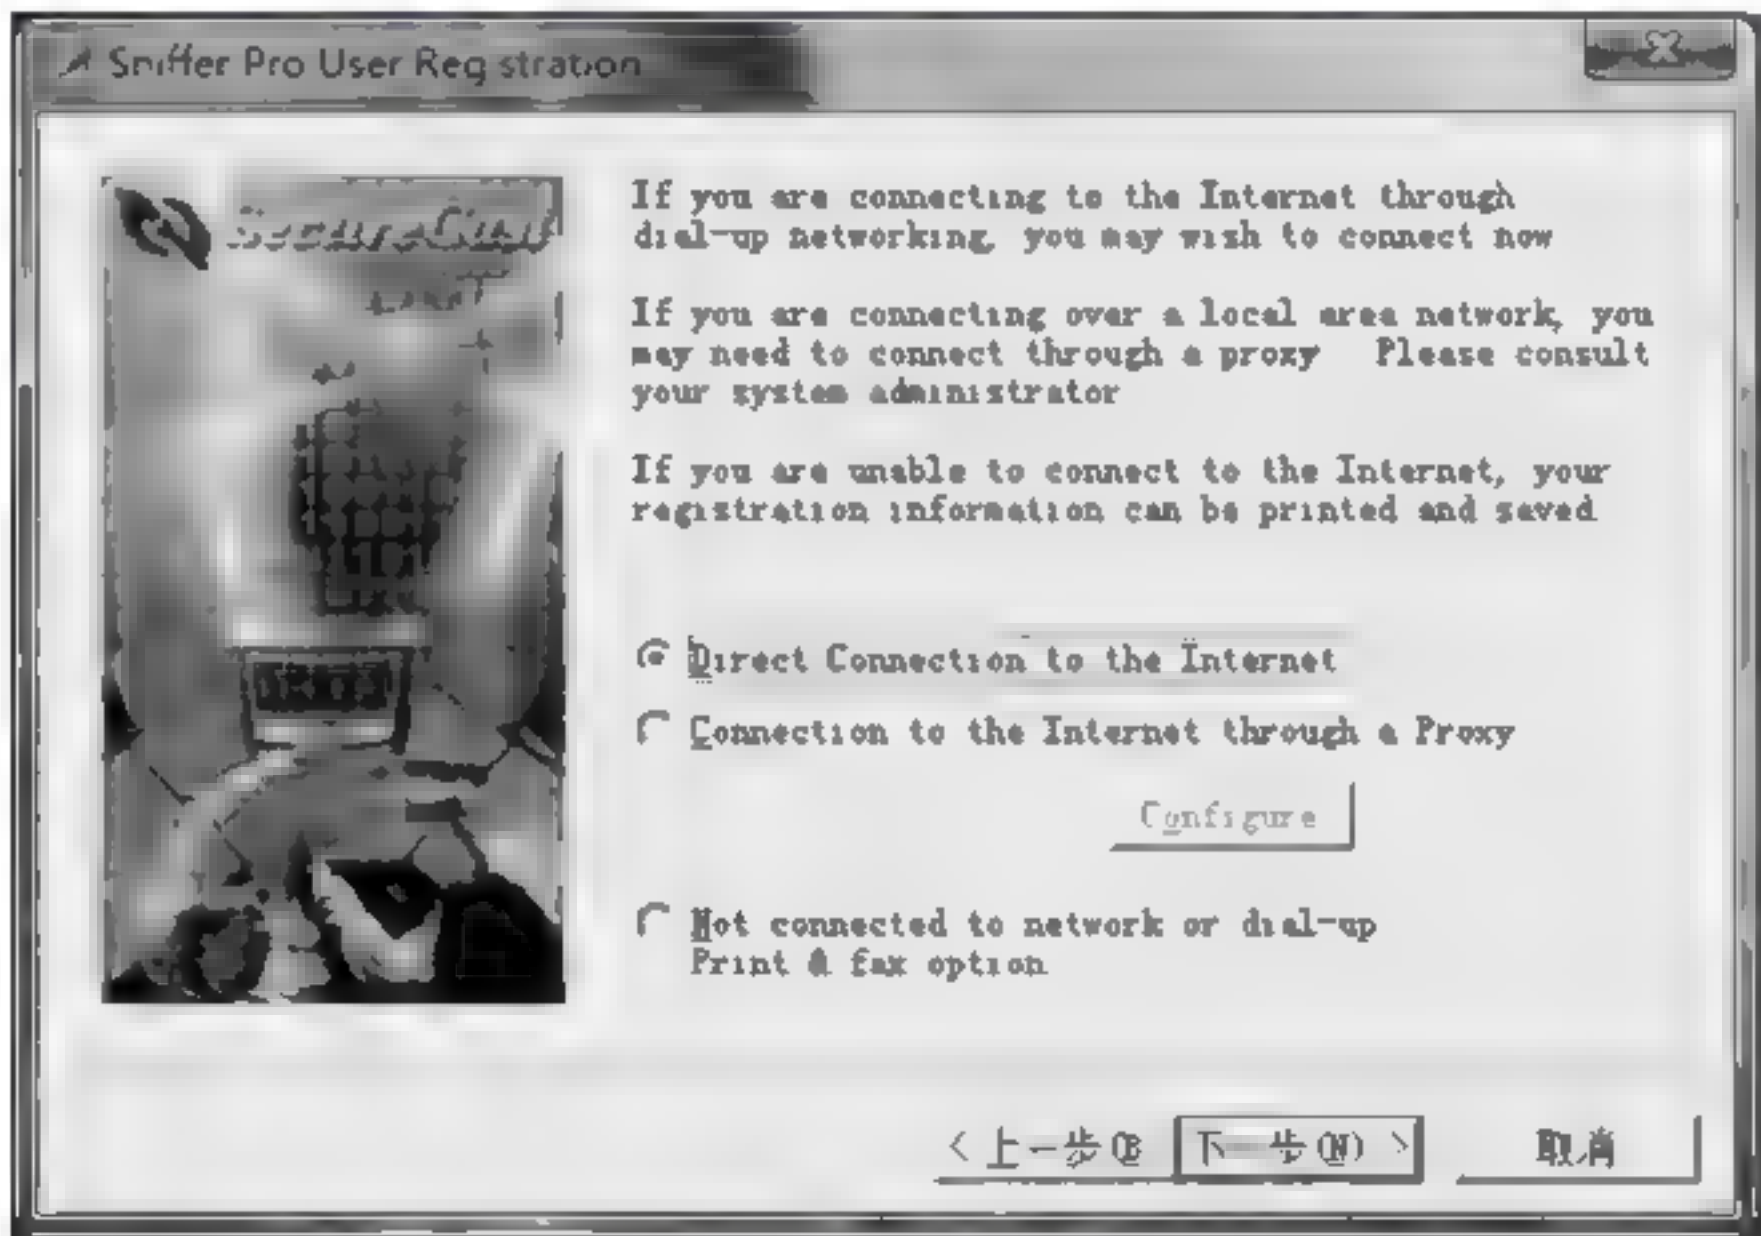 Sniffer Pro User Registration
SecureCast
If you are connecting to the Internet through
dial-up networking, you may wish to connect now
If you are connecting over a local area network, you
may need to connect through a proxy Please consult
your system administrator
If you are unable to connect to the Internet, your
registration information can be printed and saved
Direct Connection to the Internet
Connection to the Internet through a Proxy
Configure
Not connected to network or dial-up
Print & fax option
< 上一步(B 下一步(N) > 取消